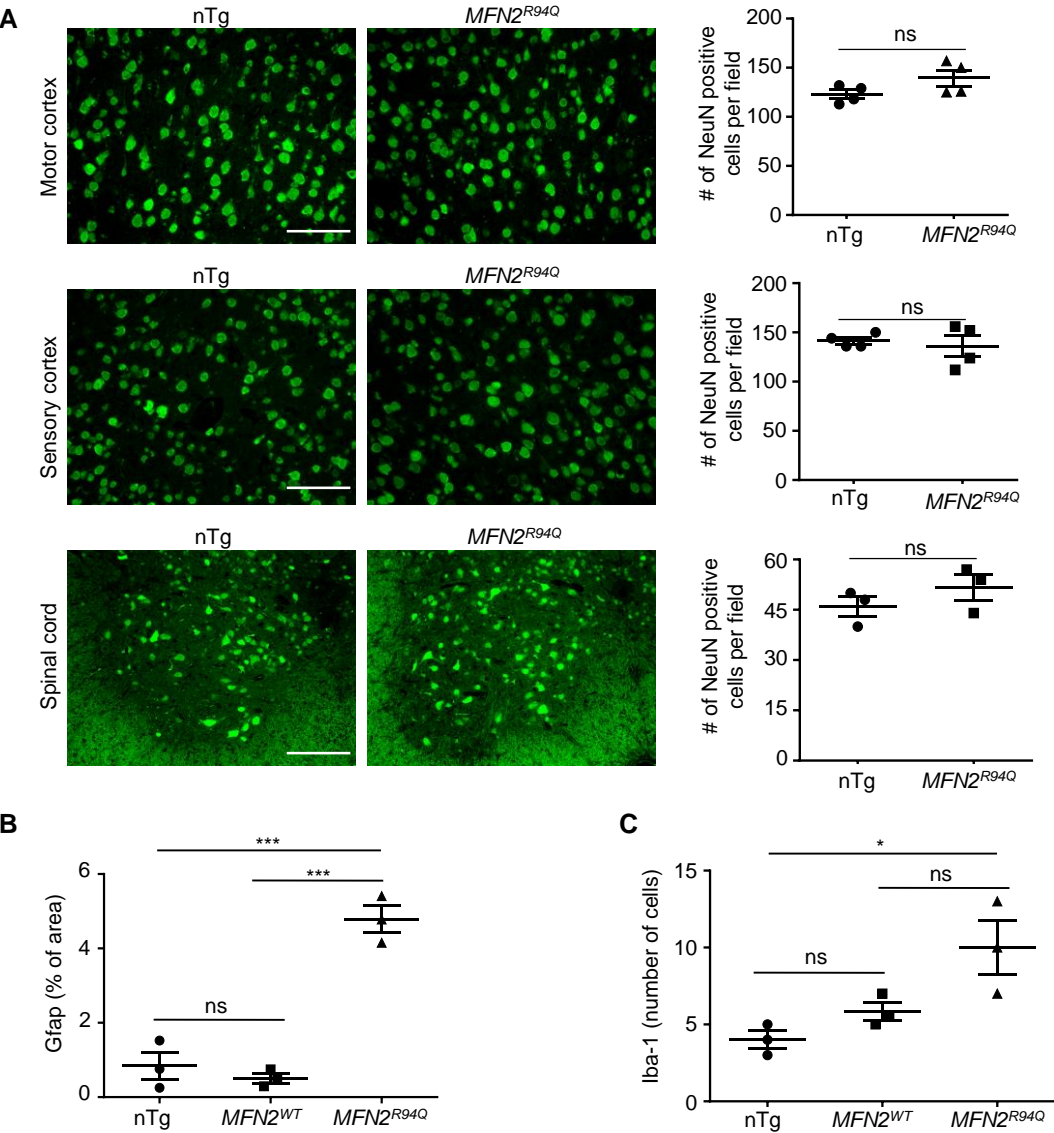 A
nTg
MFN2R94Q
Motor cortex
# of NeuN positive
cells per field
200
150
100
50
0
ns
nTg
MFN2R94Q
nTg
MFN2R94Q
Sensory cortex
# of NeuN positive
cells per field
200
150
100
50
0
ns
nTg
MFN2R94Q
nTg
MFN2R94Q
Spinal cord
# of NeuN positive
cells per field
60
45
30
15
0
ns
nTg
MFN2R94Q
B
Gfap (% of area)
6
4
2
0
***
***
ns
nTg
MFN2WT
MFN2R94Q
C
Iba-1 (number of cells)
15
10
5
0
*
ns
ns
nTg
MFN2WT
MFN2R94Q